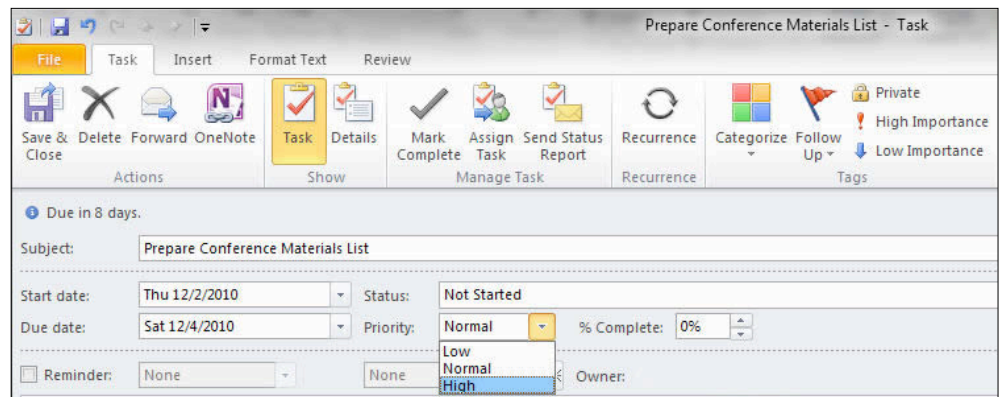 Prepare Conference Materials List - Task
File Task Insert Format Text Review
Save & Close Delete Forward OneNote Task Details Mark Complete Assign Task Send Status Report Recurrence Categorize Follow Up Private
High Importance
Low Importance
Actions Show Manage Task Recurrence Tags
Due in 8 days.
Subject: Prepare Conference Materials List
Start date: Thu 12/2/2010 Status: Not Started
Due date: Sat 12/4/2010 Priority: Normal % Complete: 0%
Low
Normal
High
Reminder: None None Owner: